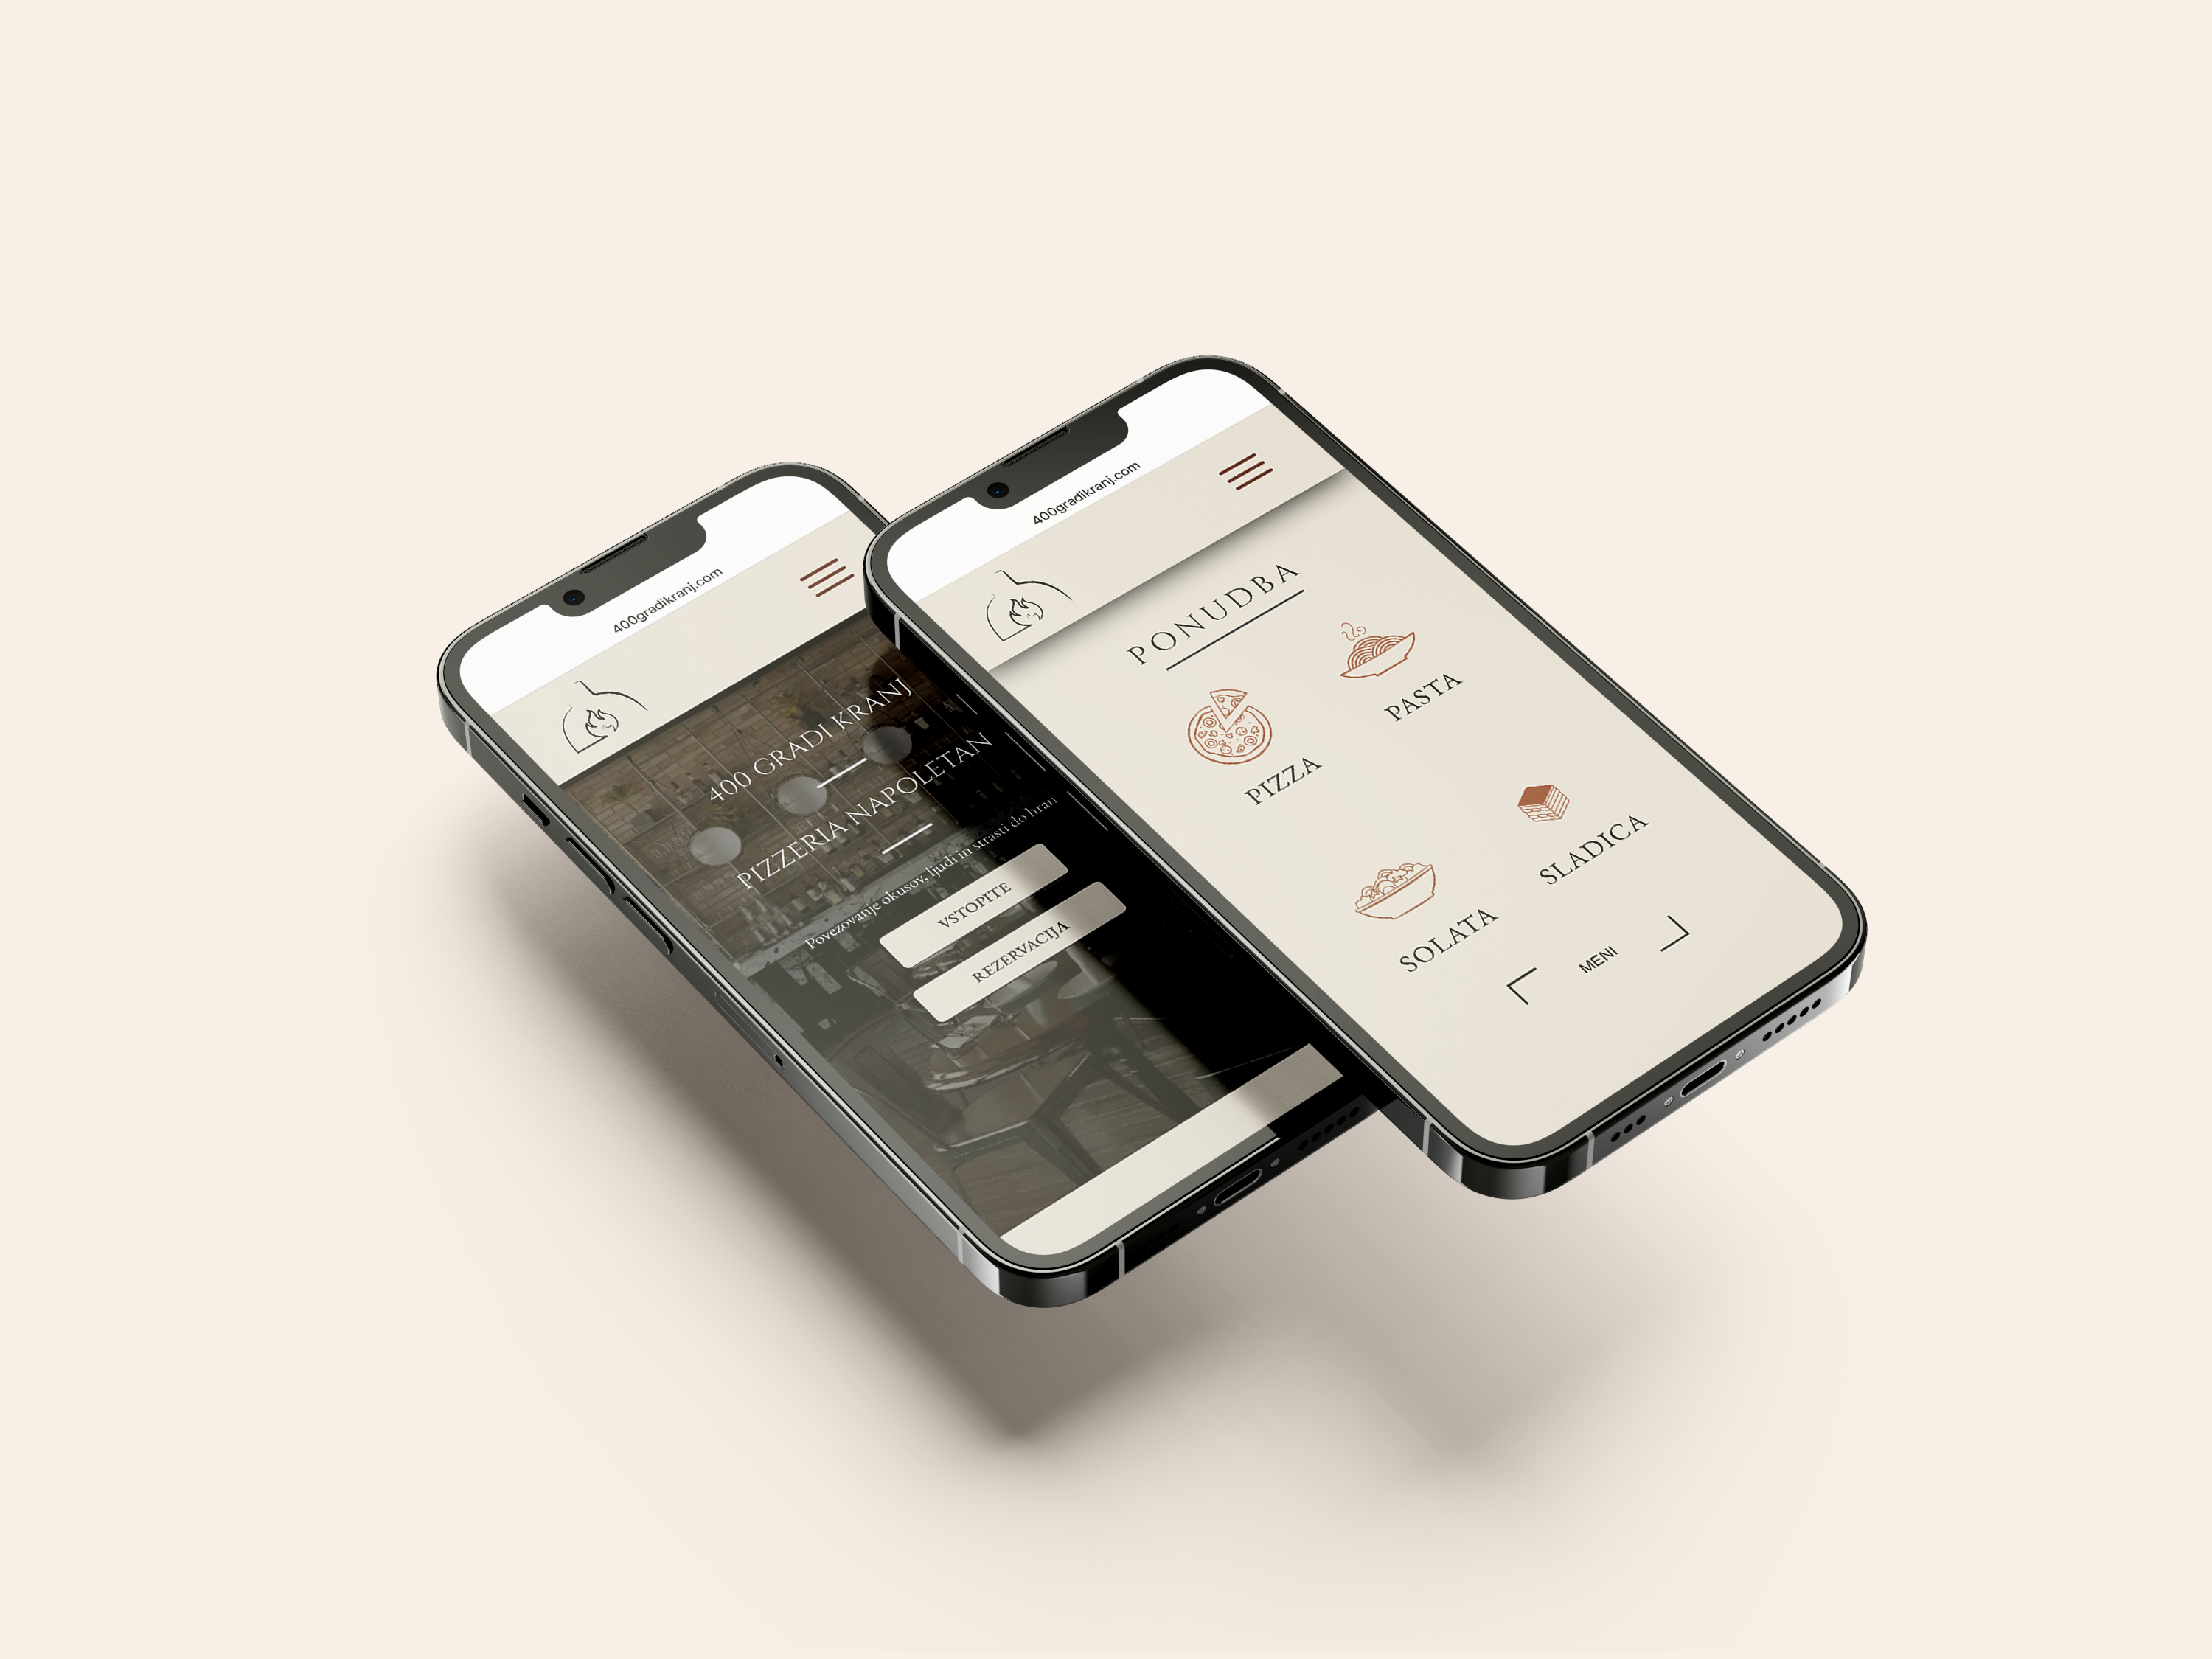 400gradikranj.com
400 GRADI KRANJ
PIZZERIA NAPOLETAN
Povezovanje okusov, ljudi in strasti do hran
VSTOPITE
REZERVACIJA
400gradikranj.com
PONUDBA
PIZZA
PASTA
SOLATA
SLADICA
MENI